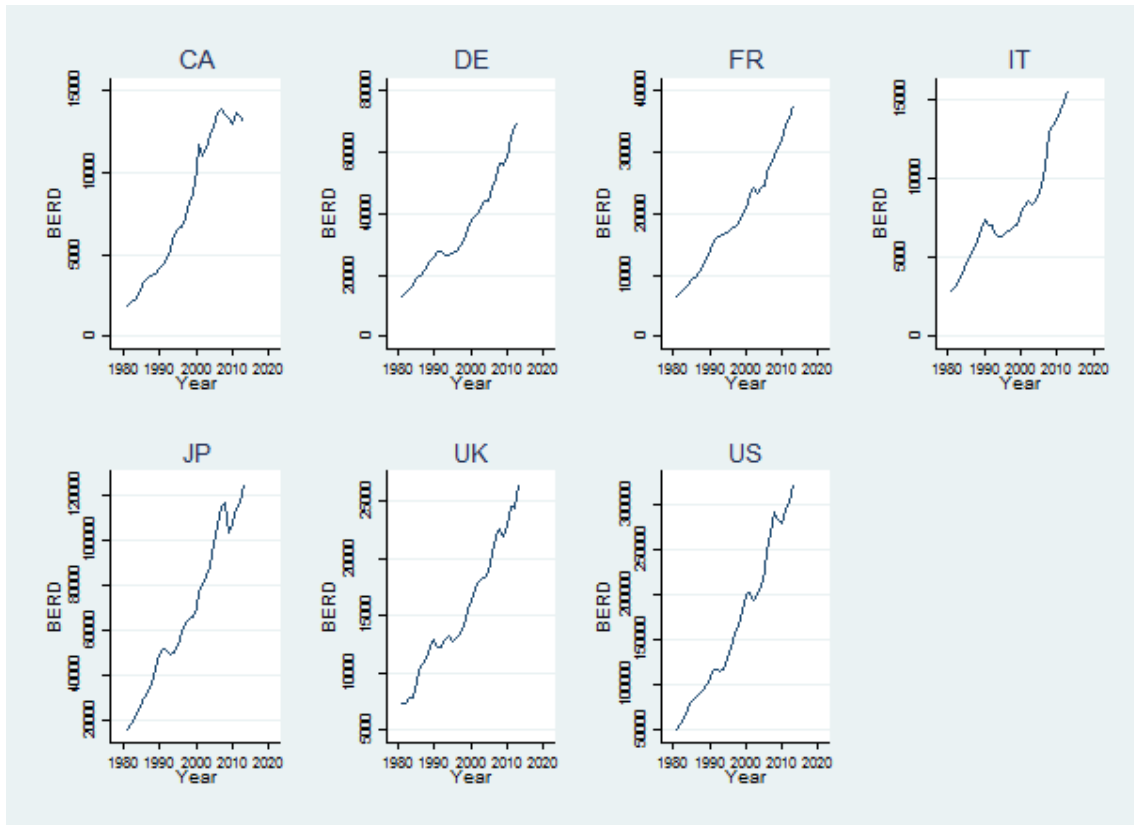 CA
DE
FR
IT
BERD
0 5000 10000 15000
BERD
0 20000 40000 60000 80000
BERD
0 10000 20000 30000 40000
BERD
0 5000 10000 15000
1980 1990 2000 2010 2020
Year
1980 1990 2000 2010 2020
Year
1980 1990 2000 2010 2020
Year
1980 1990 2000 2010 2020
Year
JP
UK
US
BERD
20000 40000 60000 80000 100000 120000
BERD
5000 10000 15000 20000 25000
BERD
50000 100000 150000 200000 250000 300000
1980 1990 2000 2010 2020
Year
1980 1990 2000 2010 2020
Year
1980 1990 2000 2010 2020
Year